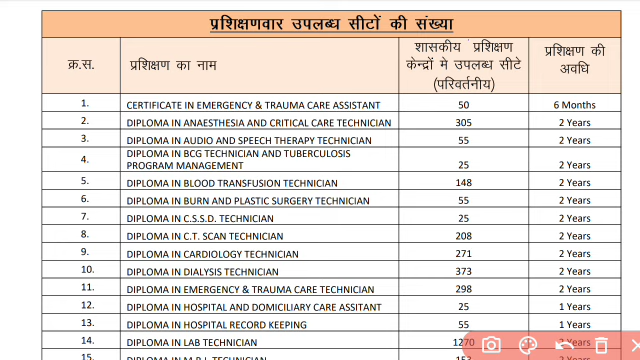 प्रशिक्षणवार उपलब्ध सीटों की संख्या
क्र.स. प्रशिक्षण का नाम शासकीय प्रशिक्षण केन्द्रों मे उपलब्ध सीटे (परिवर्तनीय) प्रशिक्षण की अवधि
1. CERTIFICATE IN EMERGENCY & TRAUMA CARE ASSISTANT 50 6 Months
2. DIPLOMA IN ANAESTHESIA AND CRITICAL CARE TECHNICIAN 305 2 Years
3. DIPLOMA IN AUDIO AND SPEECH THERAPY TECHNICIAN 55 2 Years
4. DIPLOMA IN BCG TECHNICIAN AND TUBERCULOSIS
PROGRAM MANAGEMENT 25 2 Years
5. DIPLOMA IN BLOOD TRANSFUSION TECHNICIAN 148 2 Years
6. DIPLOMA IN BURN AND PLASTIC SURGERY TECHNICIAN 55 2 Years
7. DIPLOMA IN C.S.S.D. TECHNICIAN 25 2 Years
8. DIPLOMA IN C.T. SCAN TECHNICIAN 208 2 Years
9. DIPLOMA IN CARDIOLOGY TECHNICIAN 271 2 Years
10. DIPLOMA IN DIALYSIS TECHNICIAN 373 2 Years
11. DIPLOMA IN EMERGENCY & TRAUMA CARE TECHNICIAN 298 2 Years
12. DIPLOMA IN HOSPITAL AND DOMICILIARY CARE ASSITANT 25 1 Years
13. DIPLOMA IN HOSPITAL RECORD KEEPING 55 1 Years
14. DIPLOMA IN LAB TECHNICIAN 1270 2 Years
15. DIPLOMA IN M.R.I. TECHNICIAN 153